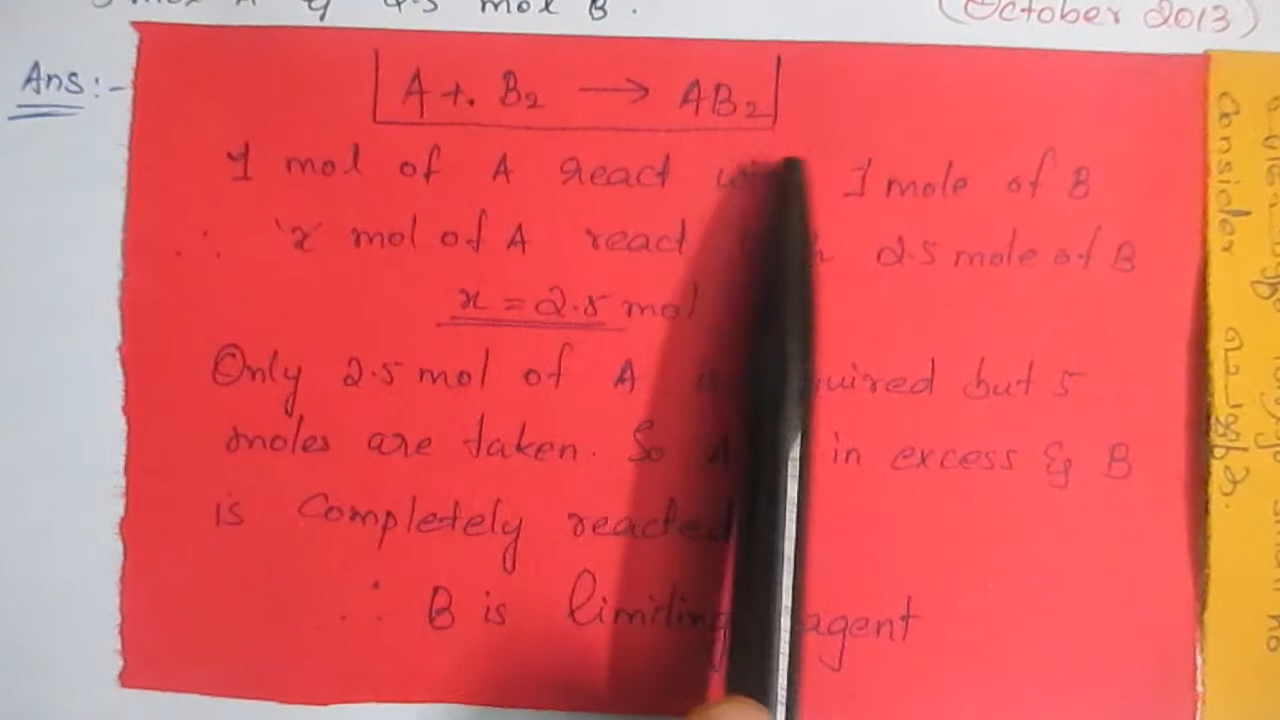 mol B.
(October 2013)
Ans:-
A + B2 → AB2
1 mol of A react 1 mole of B
∴ x mol of A react 2.5 mole of B
x = 2.5 mol
Only 2.5 mol of A but 5
moles are taken. So in excess & B
is Completely reacted
∴ B is limiting agent
consider